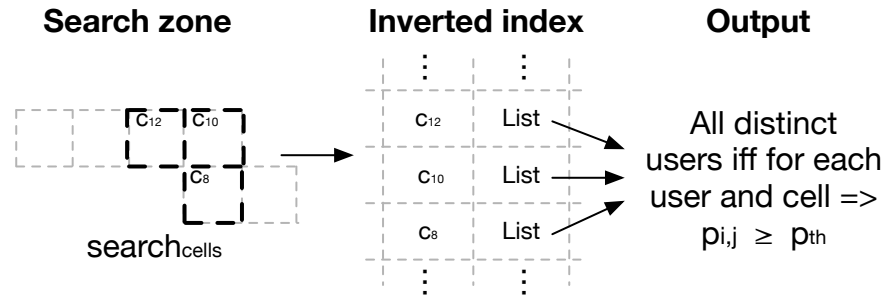 Search zone
Inverted index
Output
⋮ ⋮
c12 c10
c8
searchcells
c12 List
c10 List
c8 List
⋮ ⋮
All distinct
users iff for each
user and cell =>
pi,j ≥ pth